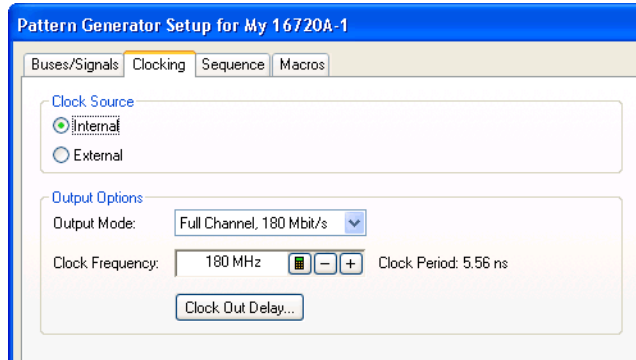 Pattern Generator Setup for My 16720A-1
Buses/Signals Clocking Sequence Macros
Clock Source
Internal
External
Output Options
Output Mode: Full Channel, 180 Mbit/s
Clock Frequency: 180 MHz - + Clock Period: 5.56 ns
Clock Out Delay...